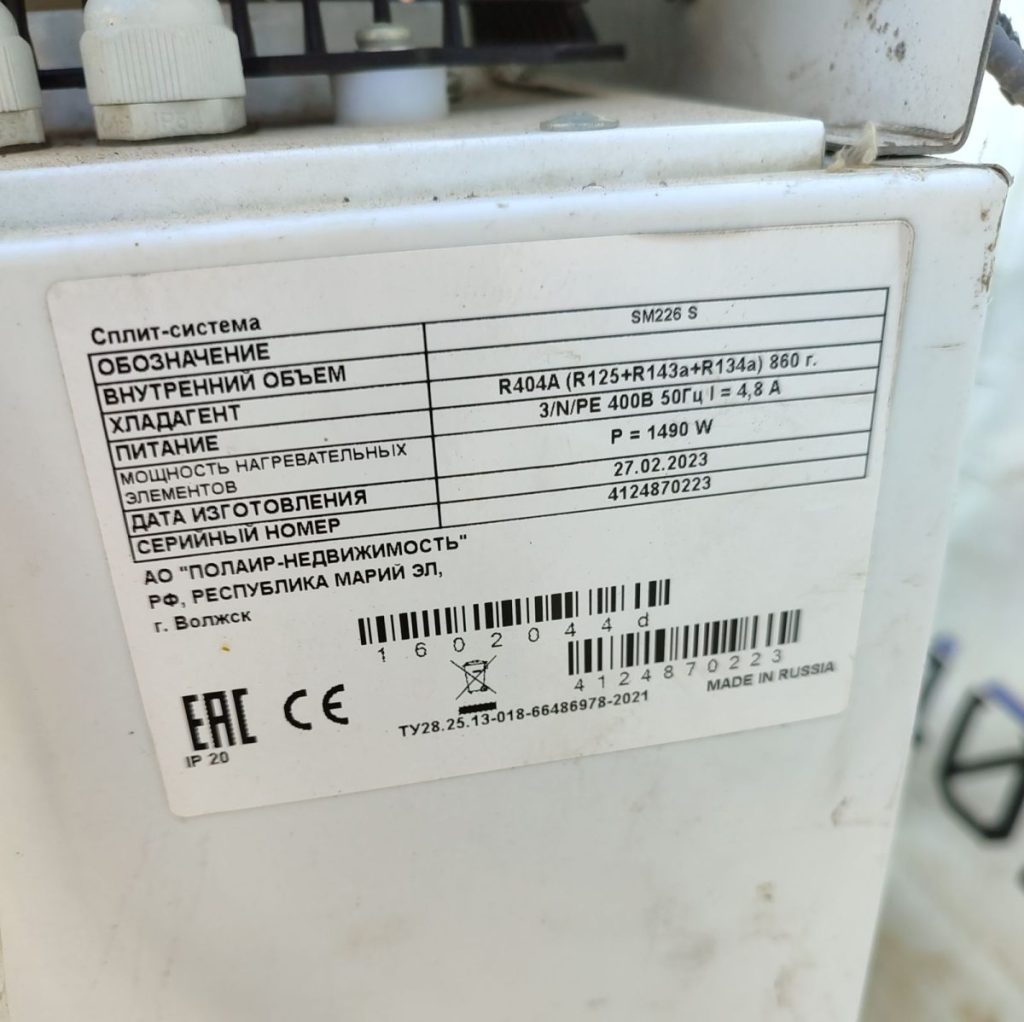 Сплит-система
ОБОЗНАЧЕНИЕ SM226 S
ВНУТРЕННИЙ ОБЪЕМ
ХЛАДАГЕНТ R404A (R125+R143a+R134a) 860 г.
ПИТАНИЕ 3/N/PE 400В 50Гц I = 4,8 А
МОЩНОСТЬ НАГРЕВАТЕЛЬНЫХ
ЭЛЕМЕНТОВ P = 1490 W
ДАТА ИЗГОТОВЛЕНИЯ 27.02.2023
СЕРИЙНЫЙ НОМЕР 4124870223
АО "ПОЛАИР-НЕДВИЖИМОСТЬ"
РФ, РЕСПУБЛИКА МАРИЙ ЭЛ,
г. Волжск
1602044d
4124870223
MADE IN RUSSIA
EAC CE
ТУ28.25.13-018-66486978-2021
IP 20